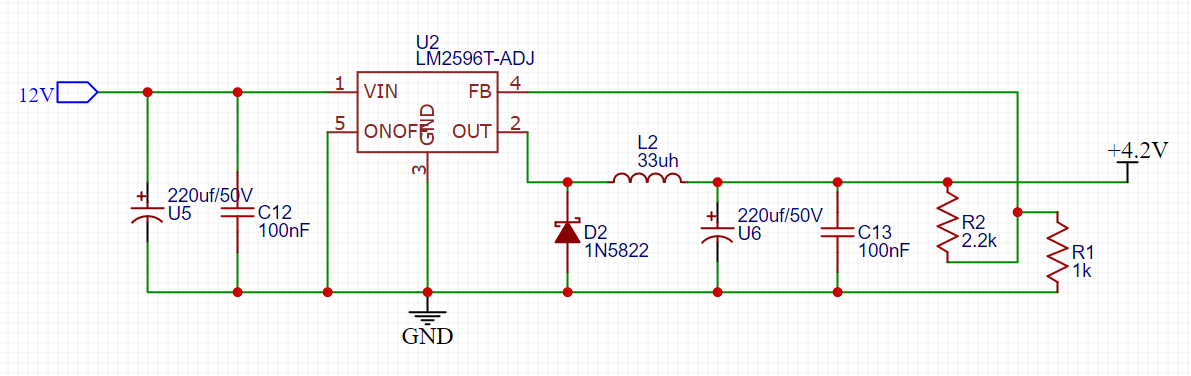 U2
LM2596T-ADJ
12V
1
VIN
FB
4
5
ONOFF
GND
OUT
2
3
L2
33uh
+4.2V
+
220uf/50V
U5
C12
100nF
D2
1N5822
+
220uf/50V
U6
C13
100nF
R2
2.2k
R1
1k
GND